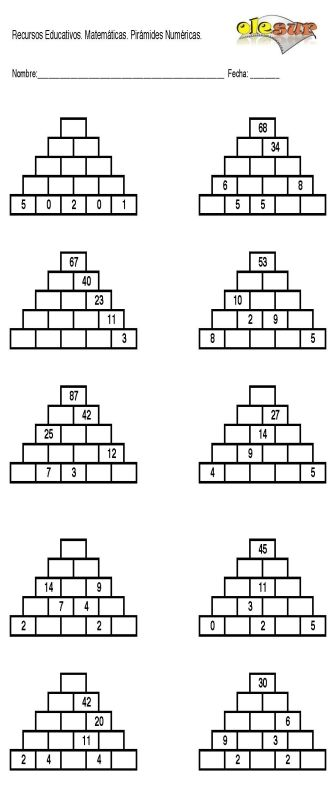 olesur
Recursos Educativos. Matemáticas. Pirámides Numéricas.
Nombre:_______________________________ Fecha: _______
68
34
6 8
5 0 2 0 1 5 5
67 53
40
23 10
11 2 9
3 8 5
87
42 27
25 14
12 9
7 3 4 5
45
14 9 11
7 4 3
2 2 0 2 5
30
42
20 6
11 9 3
2 4 4 2 2